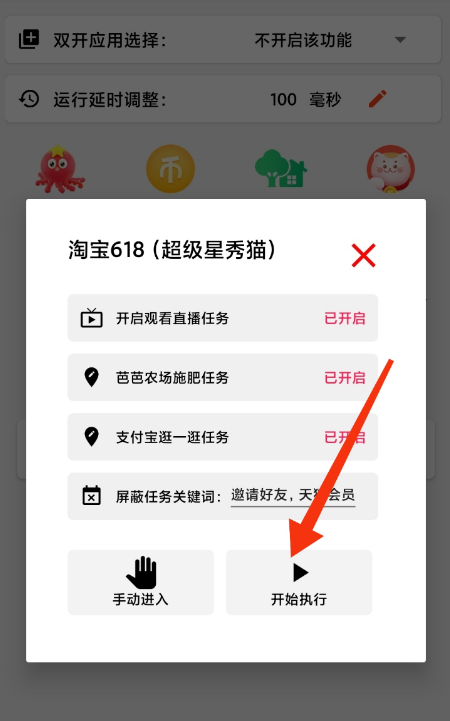 双开应用选择：
不开启该功能
运行延时调整：
100 毫秒
币
淘宝618（超级星秀猫）
开启观看直播任务
已开启
芭芭农场施肥任务
已开启
支付宝逛一逛任务
已开启
屏蔽任务关键词：
邀请好友，天猫会员
手动进入
开始执行